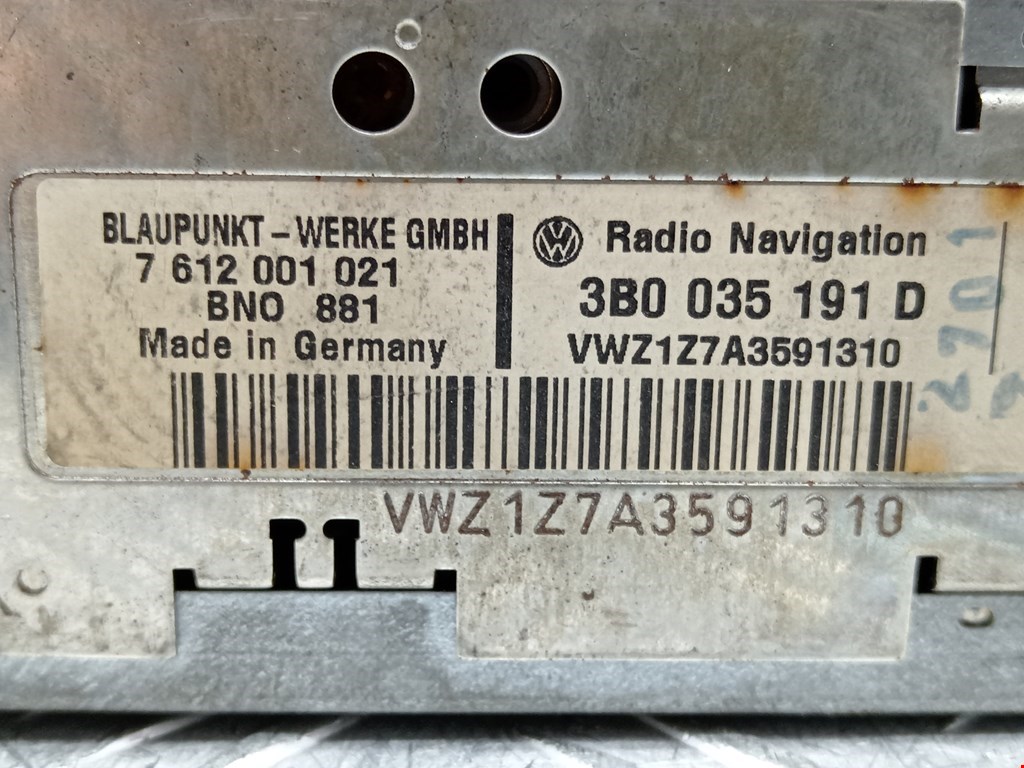 BLAUPUNKT - WERKE GMBH
7 612 001 021
BNO 881
Made in Germany
Radio Navigation
3B0 035 191 D
VWZ1Z7A3591310
VWZ1Z7A3591310
2701